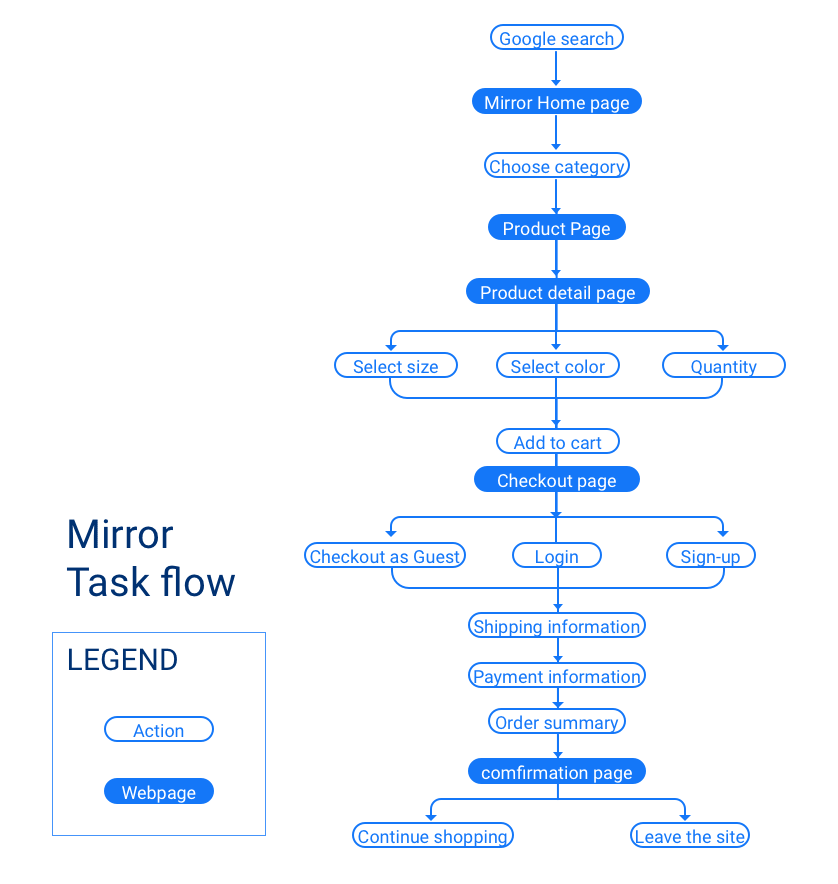 Google search
Mirror Home page
Choose category
Product Page
Product detail page
Select size
Select color
Quantity
Add to cart
Checkout page
Checkout as Guest
Login
Sign-up
Shipping information
Payment information
Order summary
comfirmation page
Continue shopping
Leave the site
Mirror
Task flow
LEGEND
Action
Webpage